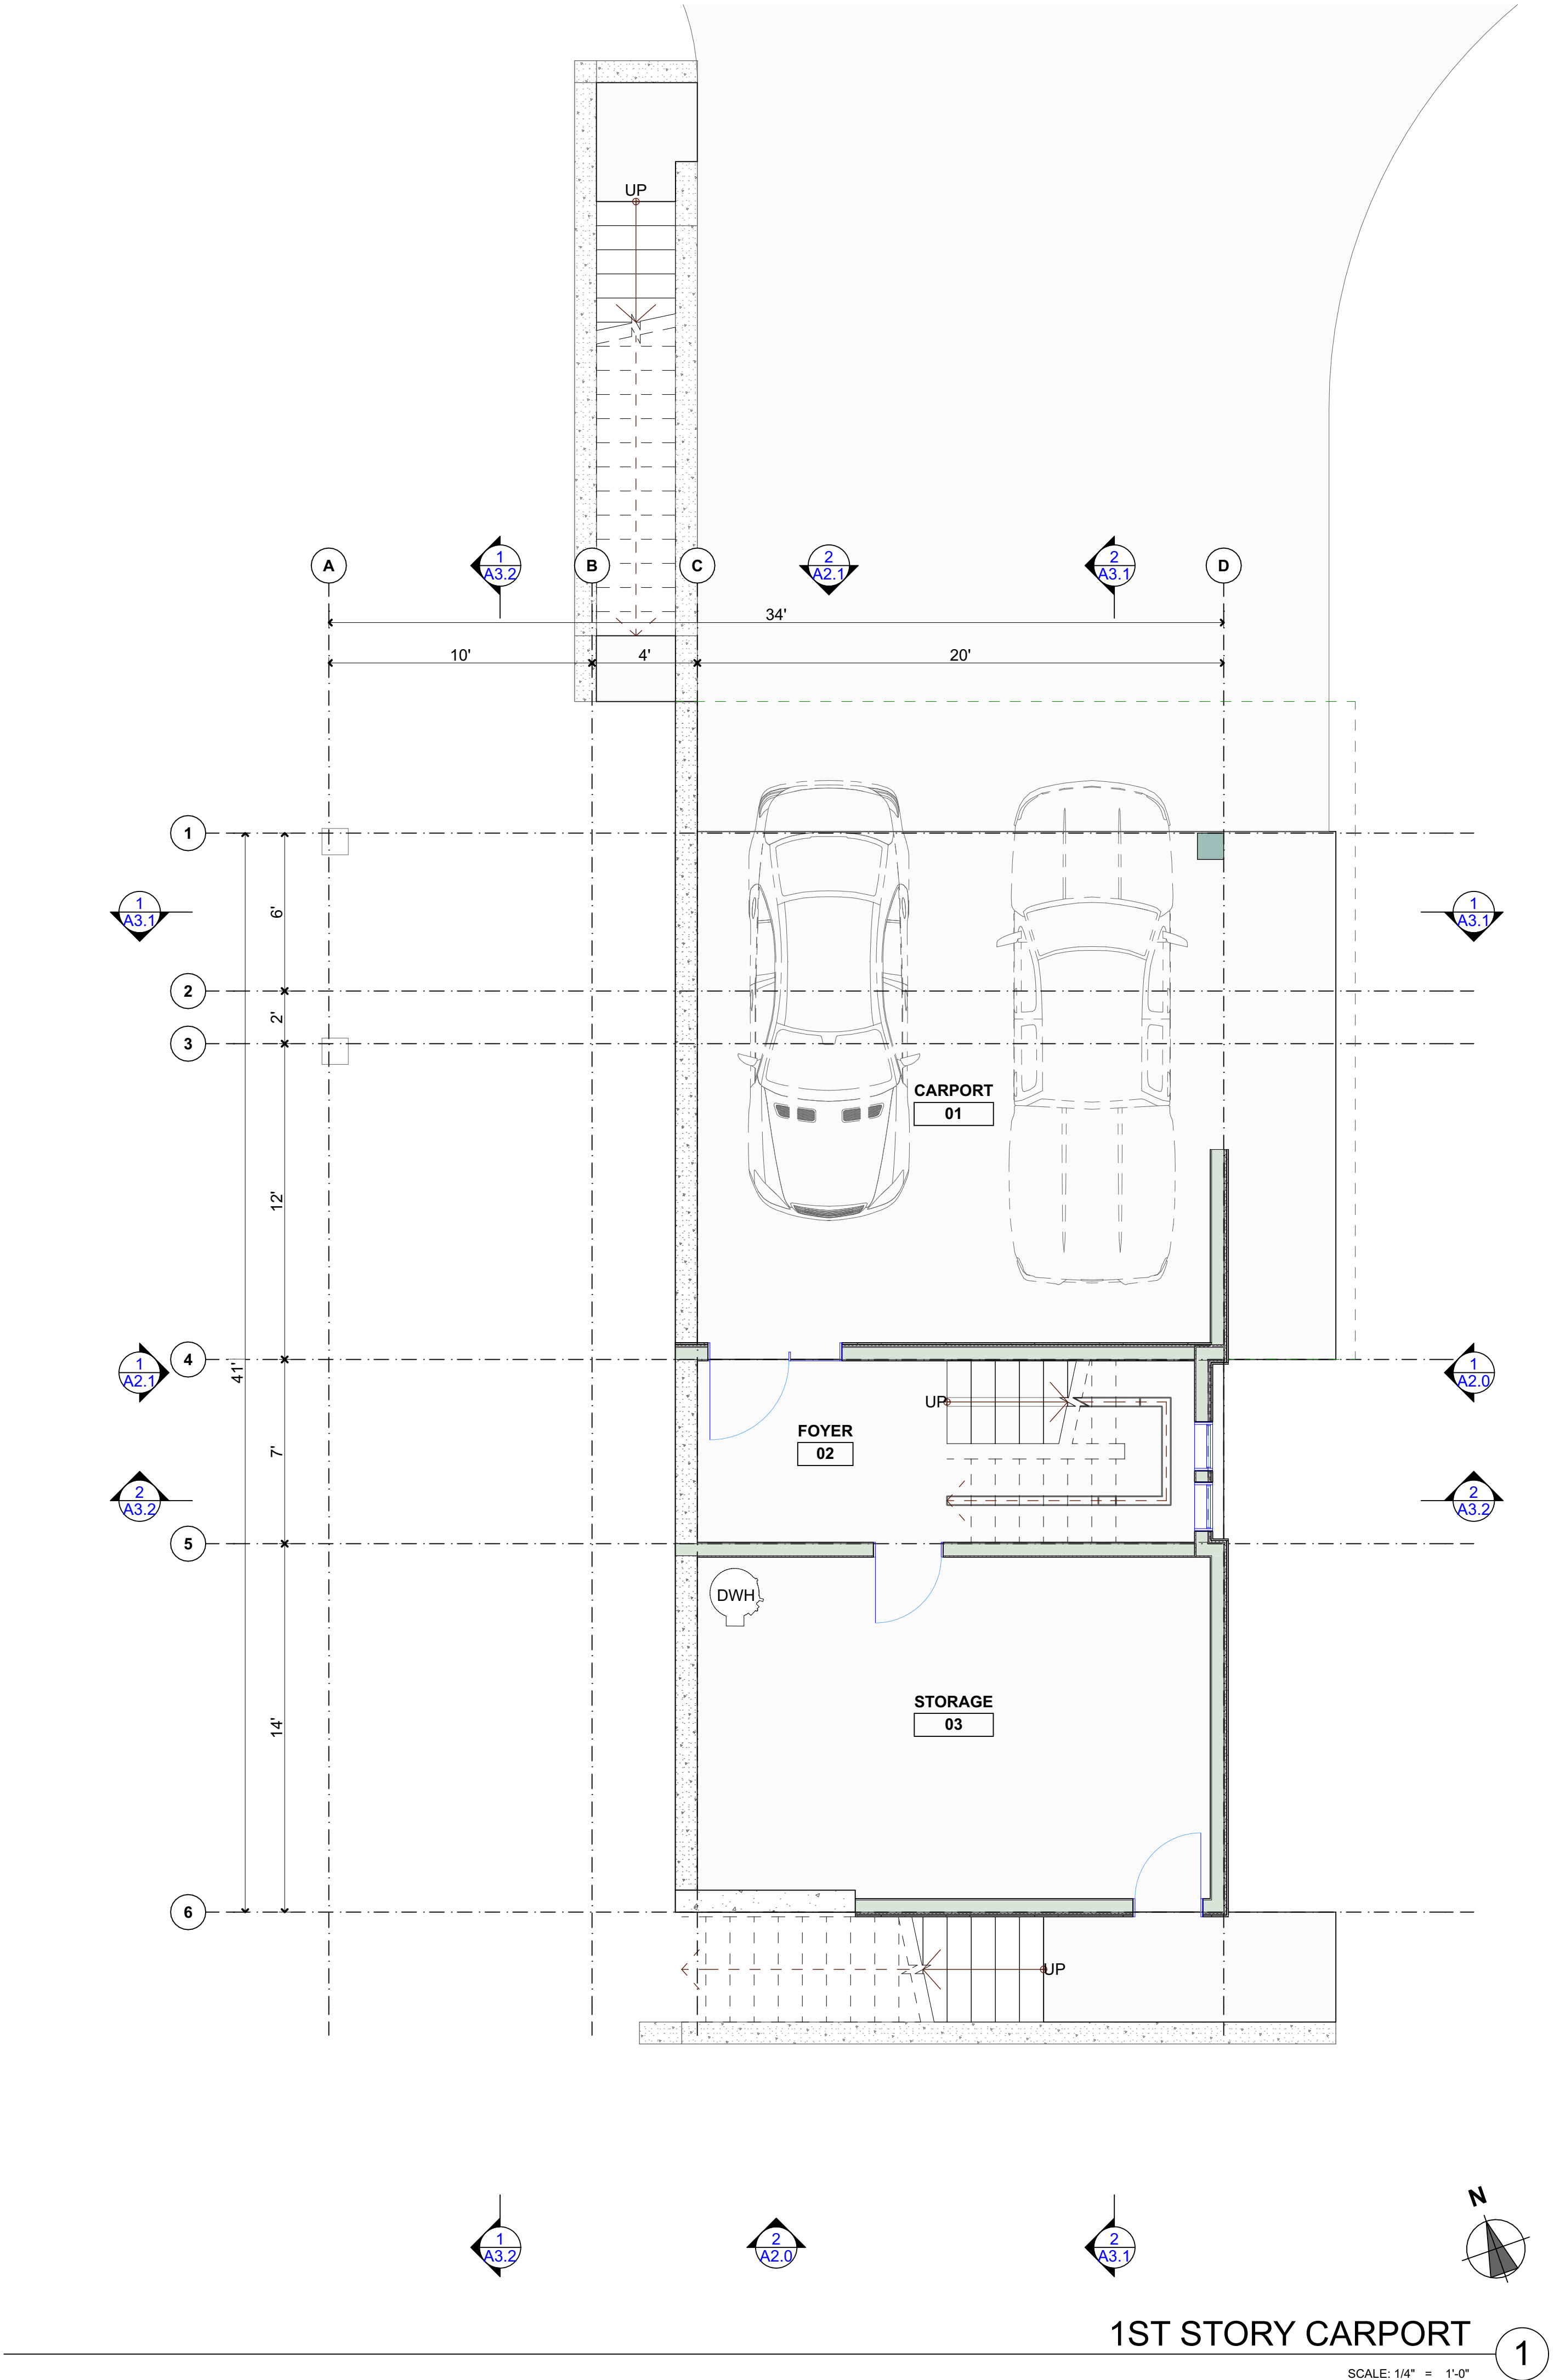 UP
A
1
A3.2
B
C
2
A2.1
2
A3.1
D
34'
10'
4'
20'
1
6'
1
A3.1
1
A3.1
2
2'
3
CARPORT
01
12'
4
1
A2.1
41'
1
A2.0
UP
FOYER
02
7'
2
A3.2
2
A3.2
5
DWH
STORAGE
03
14'
6
UP
N
1
A3.2
2
A2.0
2
A3.1
1ST STORY CARPORT
1
SCALE: 1/4" = 1'-0"